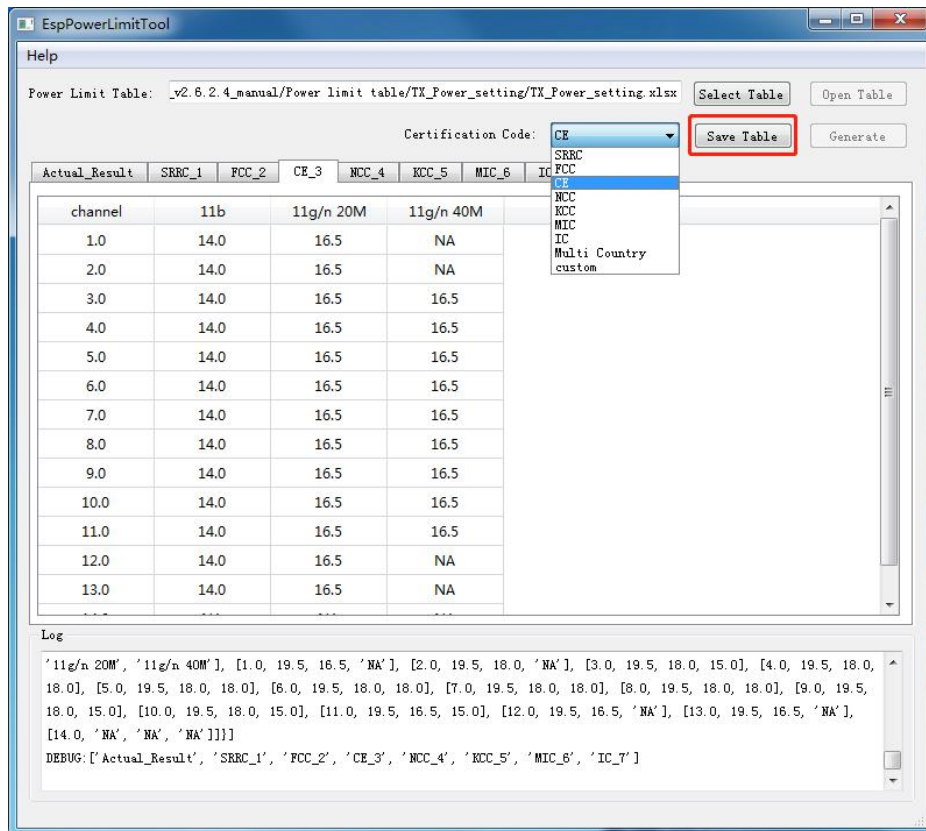 EspPowerLimitTool
Help
Power Limit Table: _v2.6.2.4_manual/Power limit table/TX_Power_setting/TX_Power_setting.xlsx Select Table Open Table
Certification Code: CE Save Table Generate
SRRC
FCC
CE
NCC
KCC
MIC
IC
Multi Country
custom
Actual_Result SRRC_1 FCC_2 CE_3 NCC_4 KCC_5 MIC_6
channel 11b 11g/n 20M 11g/n 40M
1.0 14.0 16.5 NA
2.0 14.0 16.5 NA
3.0 14.0 16.5 16.5
4.0 14.0 16.5 16.5
5.0 14.0 16.5 16.5
6.0 14.0 16.5 16.5
7.0 14.0 16.5 16.5
8.0 14.0 16.5 16.5
9.0 14.0 16.5 16.5
10.0 14.0 16.5 16.5
11.0 14.0 16.5 16.5
12.0 14.0 16.5 NA
13.0 14.0 16.5 NA
Log
'11g/n 20M', '11g/n 40M'], [1.0, 19.5, 16.5, 'NA'], [2.0, 19.5, 18.0, 'NA'], [3.0, 19.5, 18.0, 15.0], [4.0, 19.5, 18.0,
18.0], [5.0, 19.5, 18.0, 18.0], [6.0, 19.5, 18.0, 18.0], [7.0, 19.5, 18.0, 18.0], [8.0, 19.5, 18.0, 18.0], [9.0, 19.5,
18.0, 15.0], [10.0, 19.5, 18.0, 15.0], [11.0, 19.5, 16.5, 15.0], [12.0, 19.5, 16.5, 'NA'], [13.0, 19.5, 16.5, 'NA'],
[14.0, 'NA', 'NA', 'NA']]}]
DEBUG:['Actual_Result', 'SRRC_1', 'FCC_2', 'CE_3', 'NCC_4', 'KCC_5', 'MIC_6', 'IC_7']